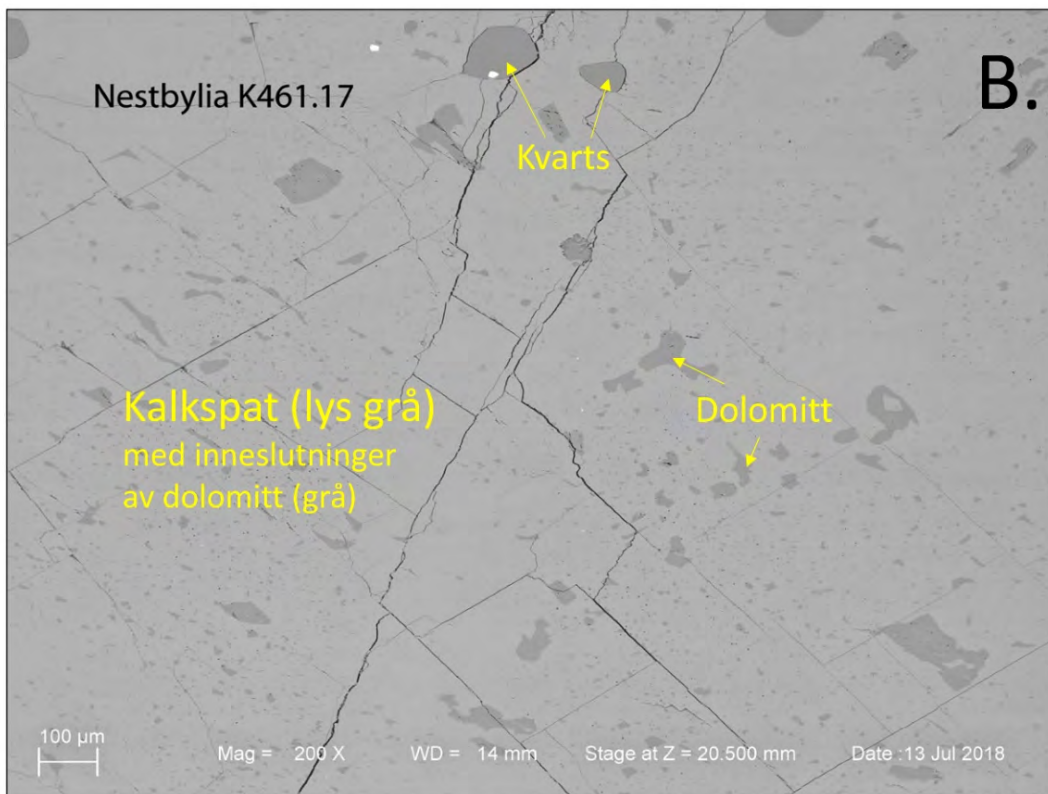 B.
Nestbylia K461.17
Kvarts
Kalkspat (lys grå)
med inneslutninger
av dolomitt (grå)
Dolomitt
100 µm
Mag = 200 X WD = 14 mm Stage at Z = 20.500 mm Date :13 Jul 2018